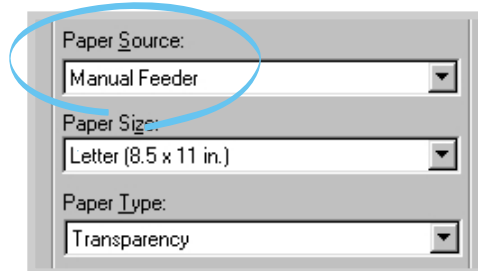 Paper Source:
Manual Feeder
Paper Size:
Letter (8.5 x 11 in.)
Paper Type:
Transparency